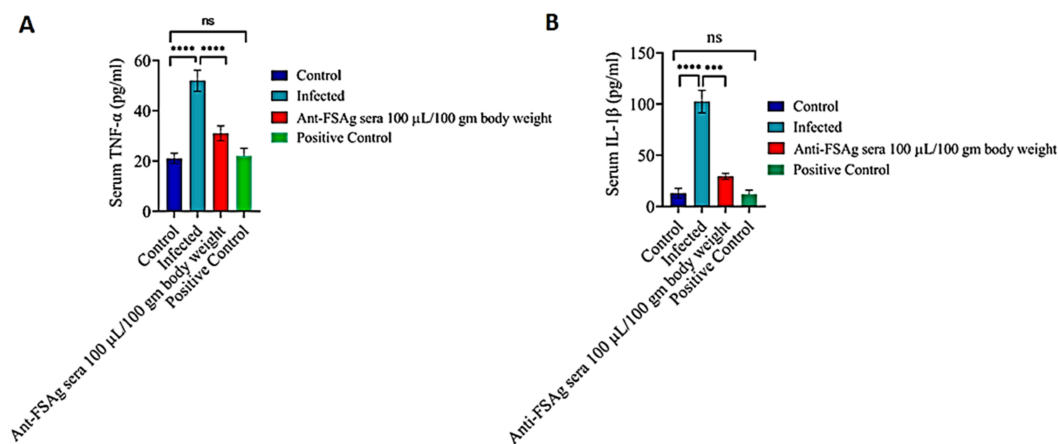 A
ns
**** ****
60
40
20
0
Serum TNF-α (pg/ml)
Control
Infected
Ant-FSAg sera 100 µL/100 gm body weight
Positive Control
Control
Infected
Ant-FSAg sera 100 µL/100 gm body weight
Positive Control
B
ns
**** ***
150
100
50
0
Serum IL-1β (pg/ml)
Control
Infected
Anti-FSAg sera 100 µL/100 gm body weight
Positive Control
Control
Infected
Anti-FSAg sera 100 µL/100 gm body weight
Positive Control